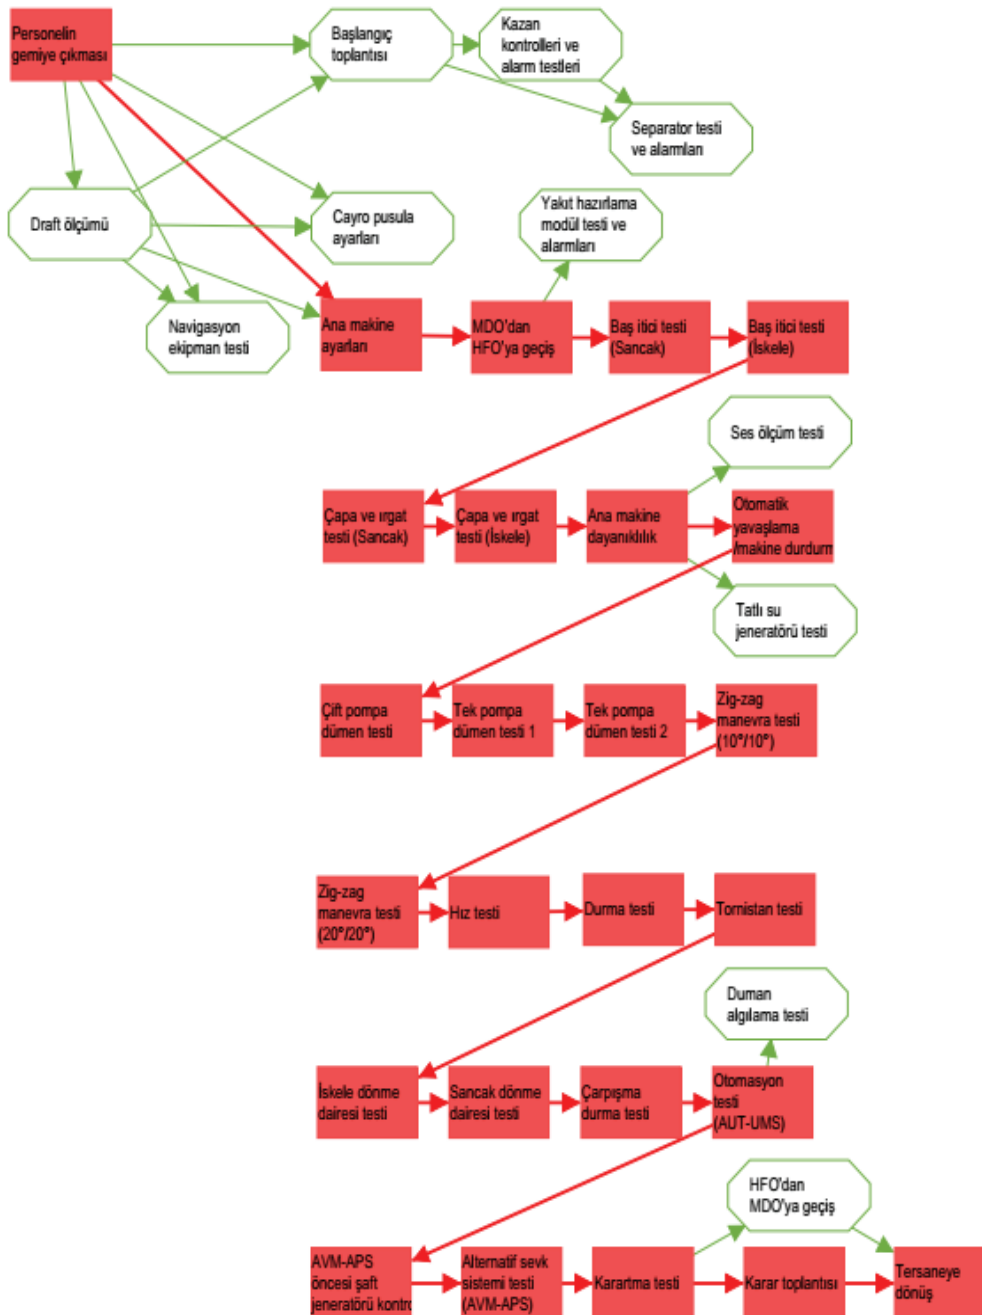 Personelin
gemiye çıkması
Başlangıç
toplantısı
Kazan
kontrolleri ve
alarm testleri
Separator testi
ve alarmları
Draft ölçümü
Cayro pusula
ayarları
Yakıt hazırlama
modül testi ve
alarmları
Navigasyon
ekipman testi
Ana makine
ayarları
MDO'dan
HFO'ya geçiş
Baş itici testi
(Sancak)
Baş itici testi
(İskele)
Ses ölçüm testi
Çapa ve ırgat
testi (Sancak)
Çapa ve ırgat
testi (İskele)
Ana makine
dayanıklılık
Otomatik
yavaşlama
/makine durdurm
Tatlı su
jeneratörü testi
Çift pompa
dümen testi
Tek pompa
dümen testi 1
Tek pompa
dümen testi 2
Zig-zag
manevra testi
(10°/10°)
Zig-zag
manevra testi
(20°/20°)
Hız testi
Durma testi
Tornistan testi
Duman
algılama testi
İskele dönme
dairesi testi
Sancak dönme
dairesi testi
Çarpışma
durma testi
Otomasyon
testi
(AUT-UMS)
HFO'dan
MDO'ya geçiş
AVM-APS
öncesi şaft
jeneratörü kontro
Alternatif sevk
sistemi testi
(AVM-APS)
Karartma testi
Karar toplantısı
Tersaneye
dönüş